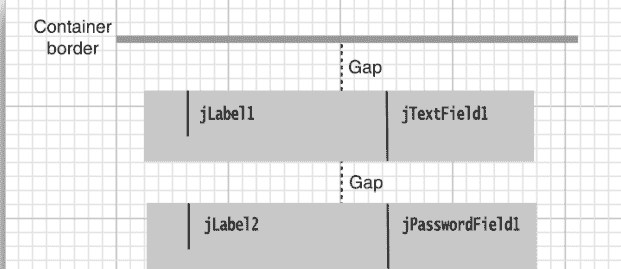 Container
border
Gap
jLabel1 jTextField1
Gap
jLabel2 jPasswordField1